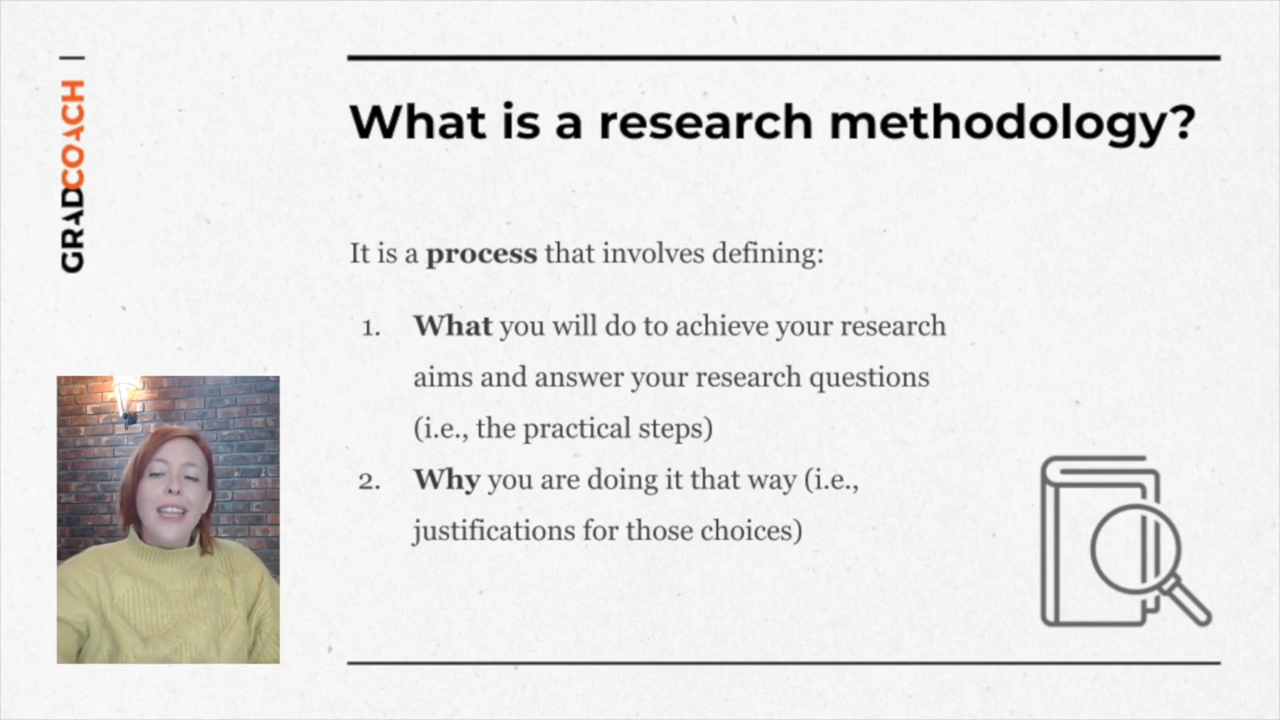 GRADCOACH
What is a research methodology?
It is a process that involves defining:
1. What you will do to achieve your research
aims and answer your research questions
(i.e., the practical steps)
2. Why you are doing it that way (i.e.,
justifications for those choices)